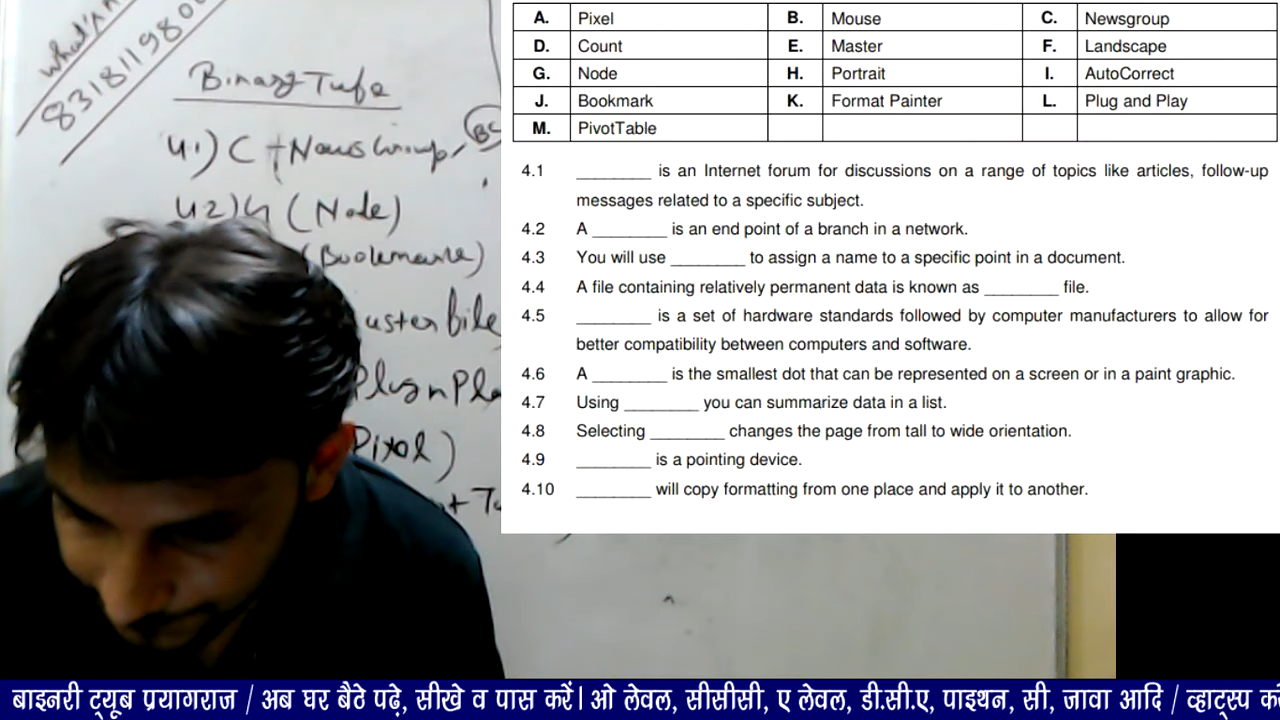 what's
8318119800
Binary Tube
4.) C → News Group,
42) G (Node)
(Bookmark)
Master File
Plug n Pla
Pixel)
A. Pixel B. Mouse C. Newsgroup
D. Count E. Master F. Landscape
G. Node H. Portrait I. AutoCorrect
J. Bookmark K. Format Painter L. Plug and Play
M. PivotTable
4.1 ________ is an Internet forum for discussions on a range of topics like articles, follow-up
messages related to a specific subject.
4.2 A ________ is an end point of a branch in a network.
4.3 You will use ________ to assign a name to a specific point in a document.
4.4 A file containing relatively permanent data is known as ________ file.
4.5 ________ is a set of hardware standards followed by computer manufacturers to allow for
better compatibility between computers and software.
4.6 A ________ is the smallest dot that can be represented on a screen or in a paint graphic.
4.7 Using ________ you can summarize data in a list.
4.8 Selecting ________ changes the page from tall to wide orientation.
4.9 ________ is a pointing device.
4.10 ________ will copy formatting from one place and apply it to another.
बाइनरी ट्यूब प्रयागराज / अब घर बैठे पढ़े, सीखे व पास करें। ओ लेवल, सीसीसी, ए लेवल, डी.सी.ए, पाइथन, सी, जावा आदि / व्हाट्स्प